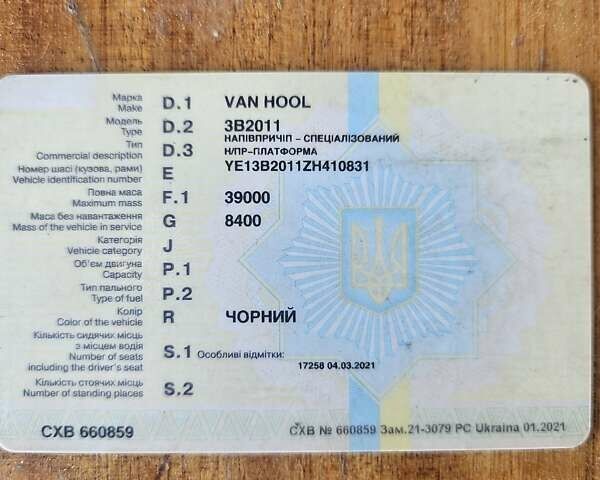 Марка
Make D.1 VAN HOOL
Модель
Type D.2 3B2011
Тип
Commercial description D.3 НАПІВПРИЧІП – СПЕЦІАЛІЗОВАНИЙ
Н/ПР-ПЛАТФОРМА
Номер шасі (кузова, рами)
Vehicle identification number E YE13B2011ZH410831
Повна маса
Maximum mass F.1 39000
Маса без навантаження
Mass of the vehicle in service G 8400
Категорія
Vehicle category J
Об'єм двигуна
Capacity P.1
Тип пального
Type of fuel P.2
Колір
Color of the vehicle R ЧОРНИЙ
Кількість сидячих місць
з місцем водія
Number of seats
including the driver's seat S.1 Особливі відмітки:
17258 04.03.2021
Кількість стоячих місць
Number of standing places S.2
СХВ 660859
СХВ № 660859 Зам.21-3079 РС Ukraina 01.2021